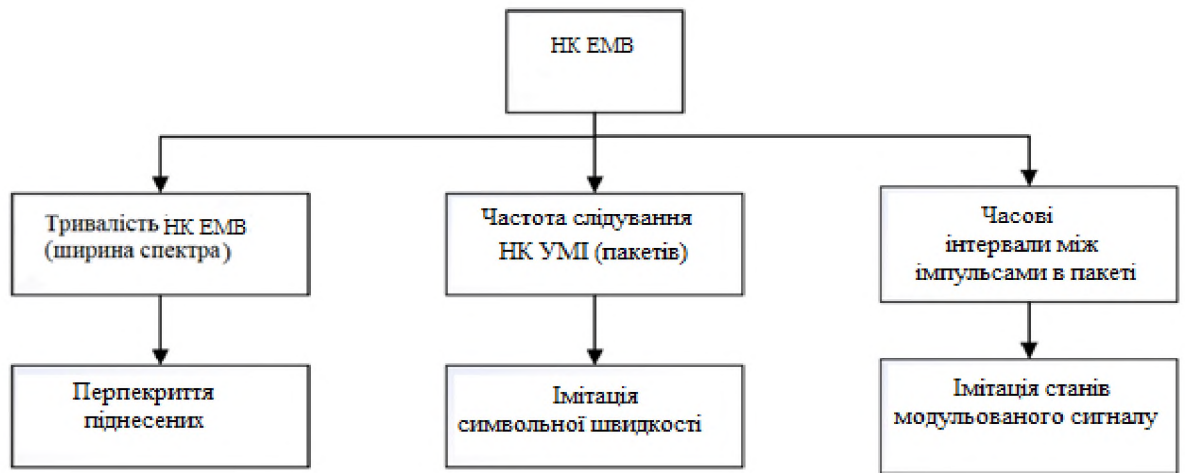 НК ЕМВ
Тривалість НК ЕМВ
(ширина спектра)
Частота слідування
НК УМІ (пакетів)
Часові
інтервали між
імпульсами в пакеті
Перпекриття
піднесених
Імітація
символьної швидкості
Імітація станів
модульованого сигналу